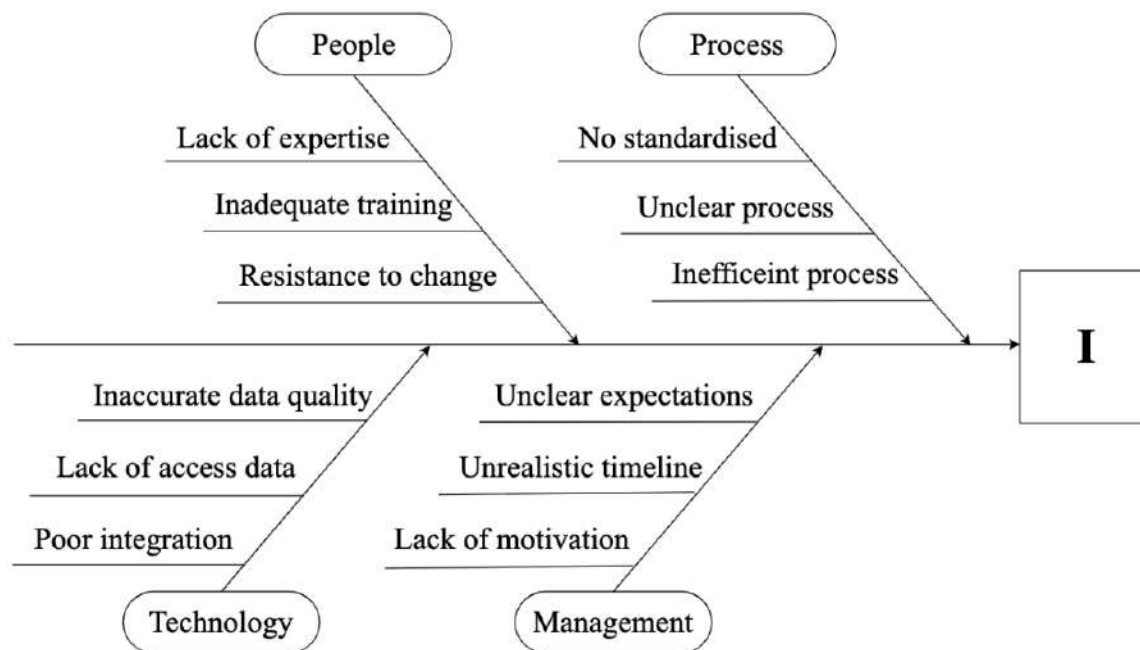 People
Process
Lack of expertise
No standardised
Inadequate training
Unclear process
Resistance to change
Inefficeint process
I
Inaccurate data quality
Unclear expectations
Lack of access data
Unrealistic timeline
Poor integration
Lack of motivation
Technology
Management